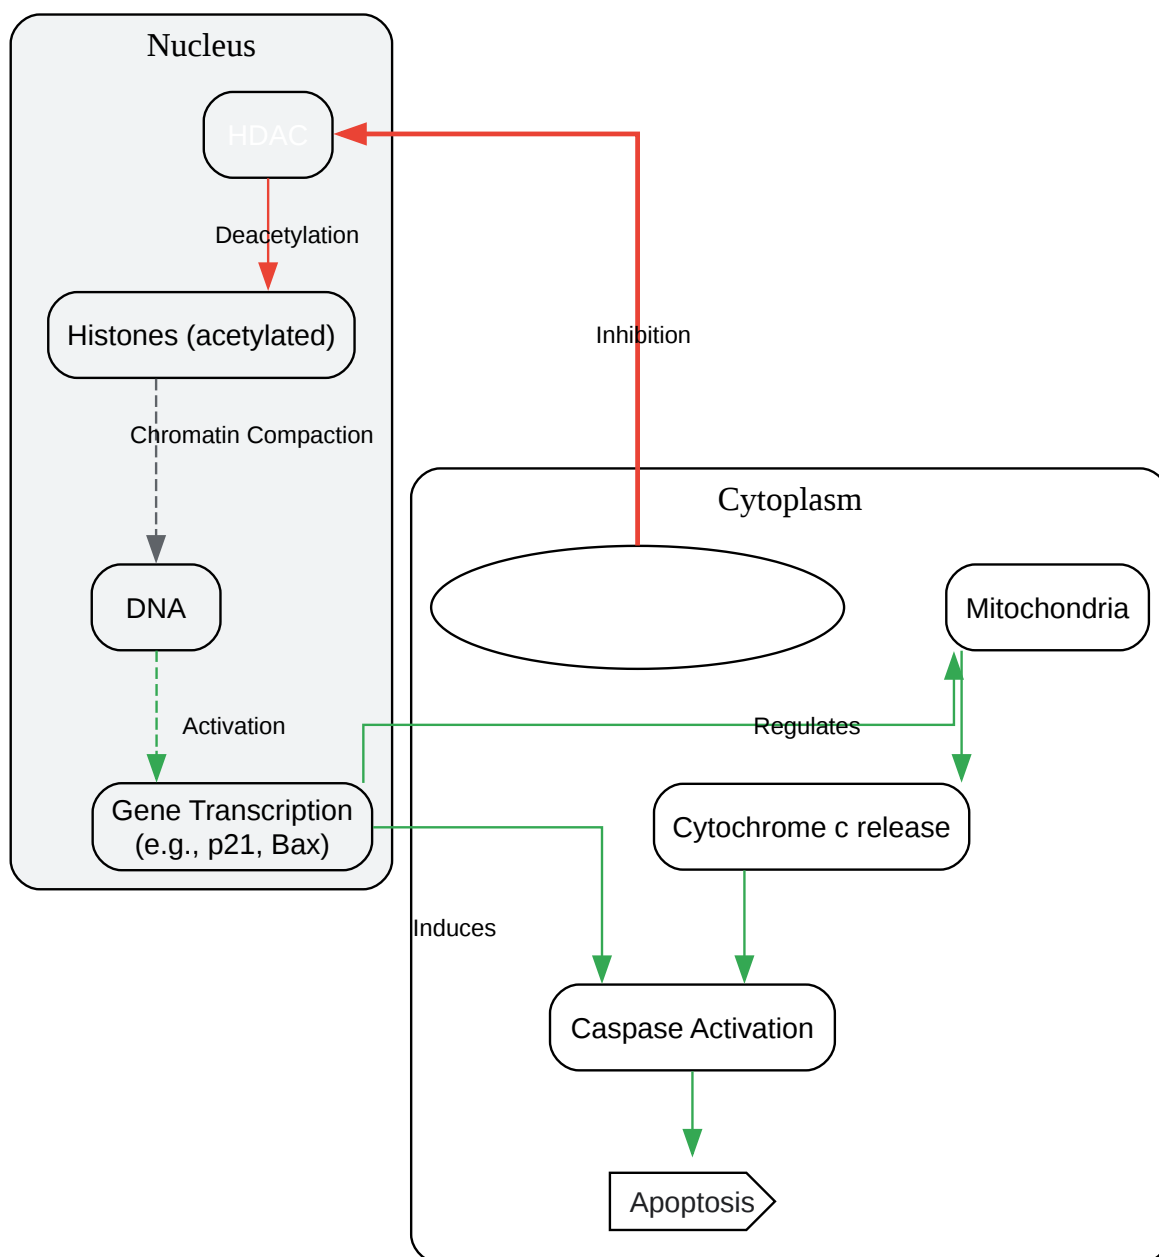 Nucleus
HDAC
Deacetylation
Histones (acetylated)
Inhibition
Chromatin Compaction
Cytoplasm
DNA
Mitochondria
Activation
Regulates
Gene Transcription
(e.g., p21, Bax)
Cytochrome c release
Induces
Caspase Activation
Apoptosis